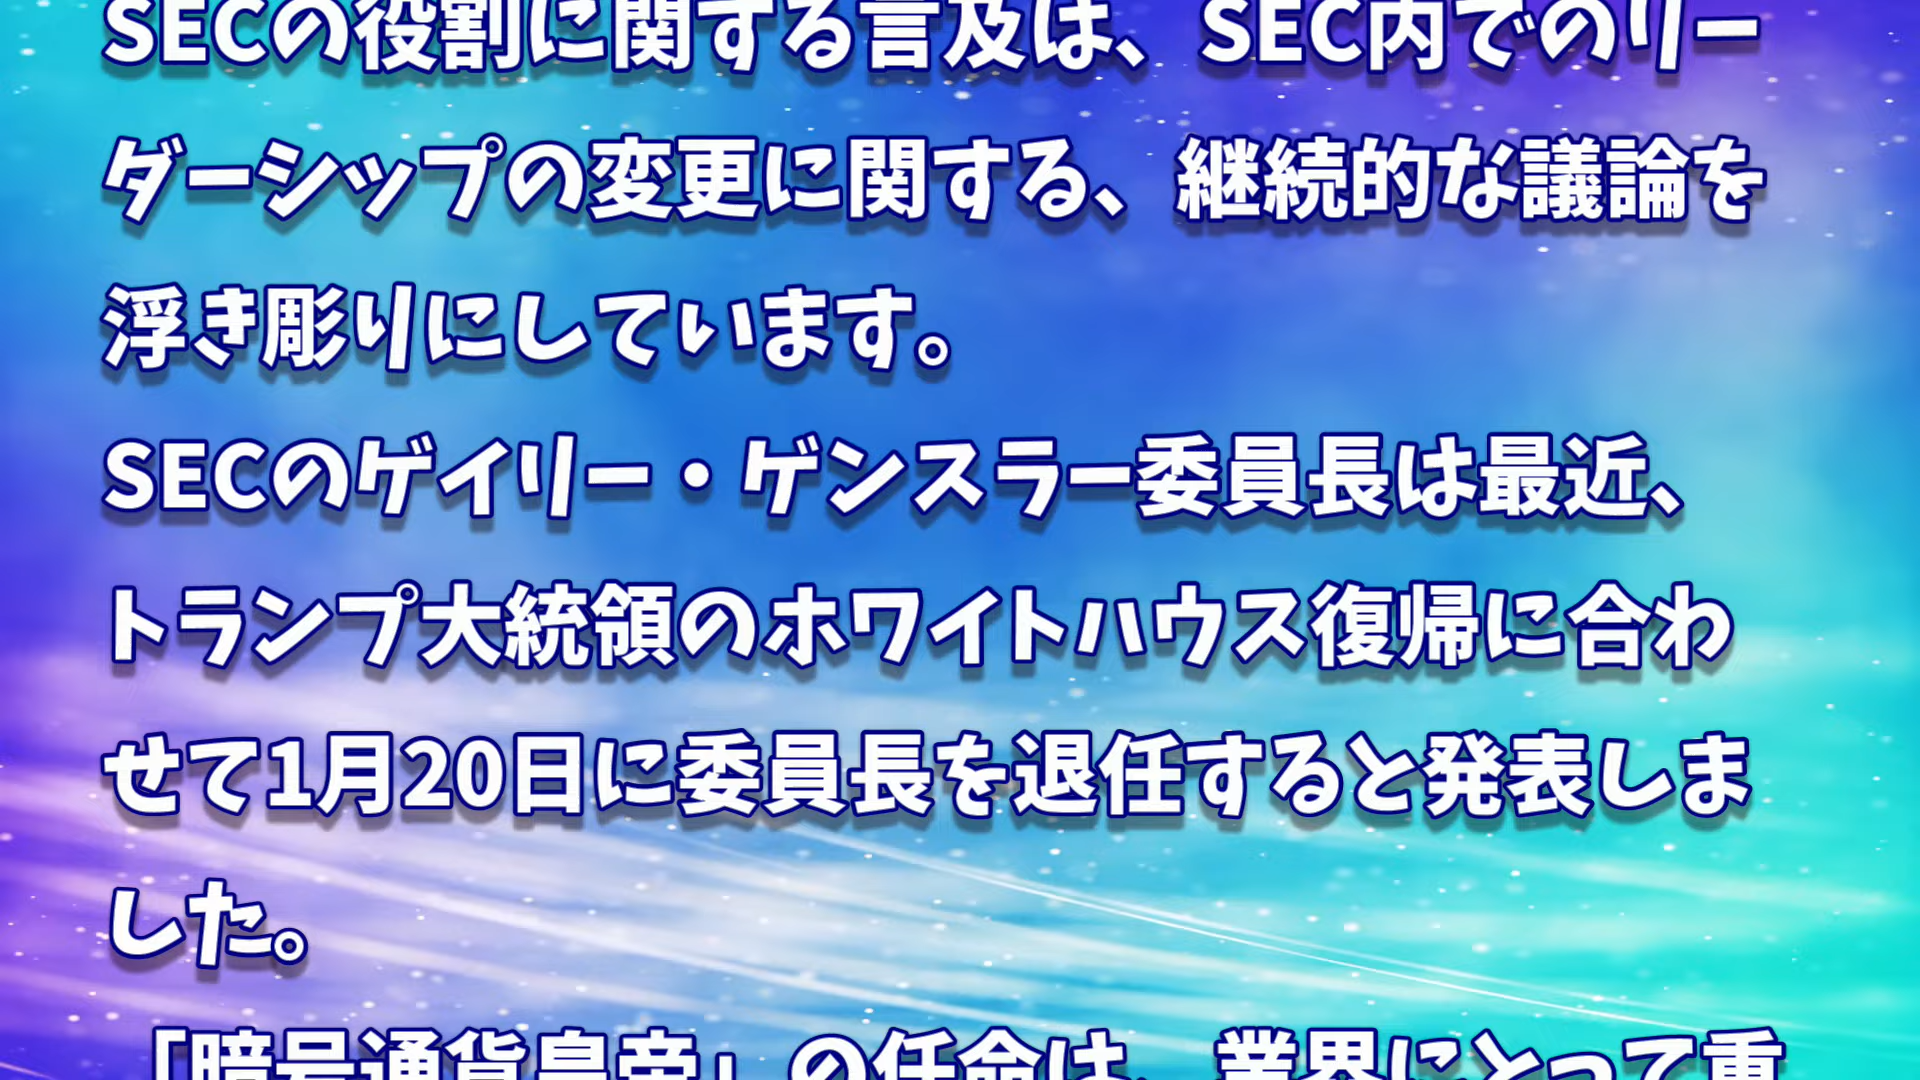 SECの役割に関する言及は、SEC内でのリー
ダーシップの変更に関する、継続的な議論を
浮き彫りにしています。
SECのゲイリー・ゲンスラー委員長は最近、
トランプ大統領のホワイトハウス復帰に合わ
せて1月20日に委員長を退任すると発表しま
した。
「暗号通貨皇帝」の任命は、業界にとって重